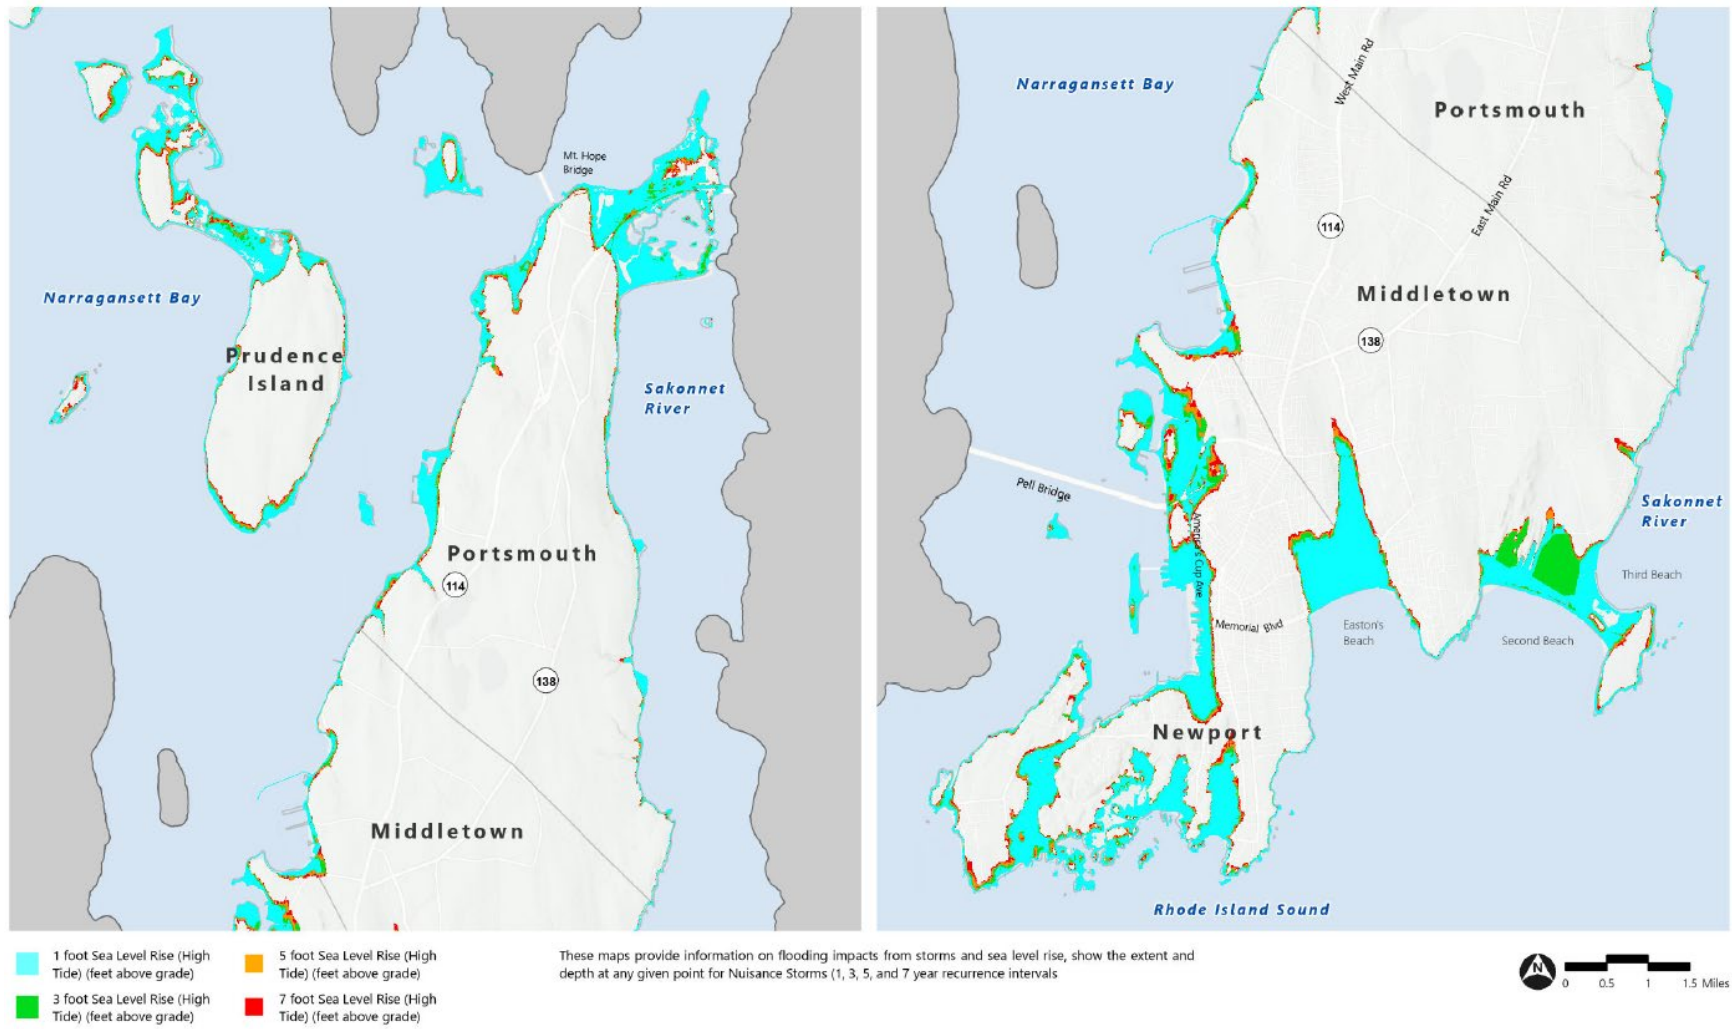 Mt. Hope
Bridge
Narragansett Bay
Prudence
Island
Sakonnet
River
Portsmouth
114
138
Middletown
Narragansett Bay
West Main Rd
Portsmouth
East Main Rd
114
Middletown
138
Pell Bridge
America's Cup Ave
Sakonnet
River
Third Beach
Memorial Blvd
Easton's
Beach
Second Beach
Newport
Rhode Island Sound
1 foot Sea Level Rise (High
Tide) (feet above grade)
3 foot Sea Level Rise (High
Tide) (feet above grade)
5 foot Sea Level Rise (High
Tide) (feet above grade)
7 foot Sea Level Rise (High
Tide) (feet above grade)
These maps provide information on flooding impacts from storms and sea level rise, show the extent and
depth at any given point for Nuisance Storms (1, 3, 5, and 7 year recurrence intervals
N
0 0.5 1 1.5 Miles